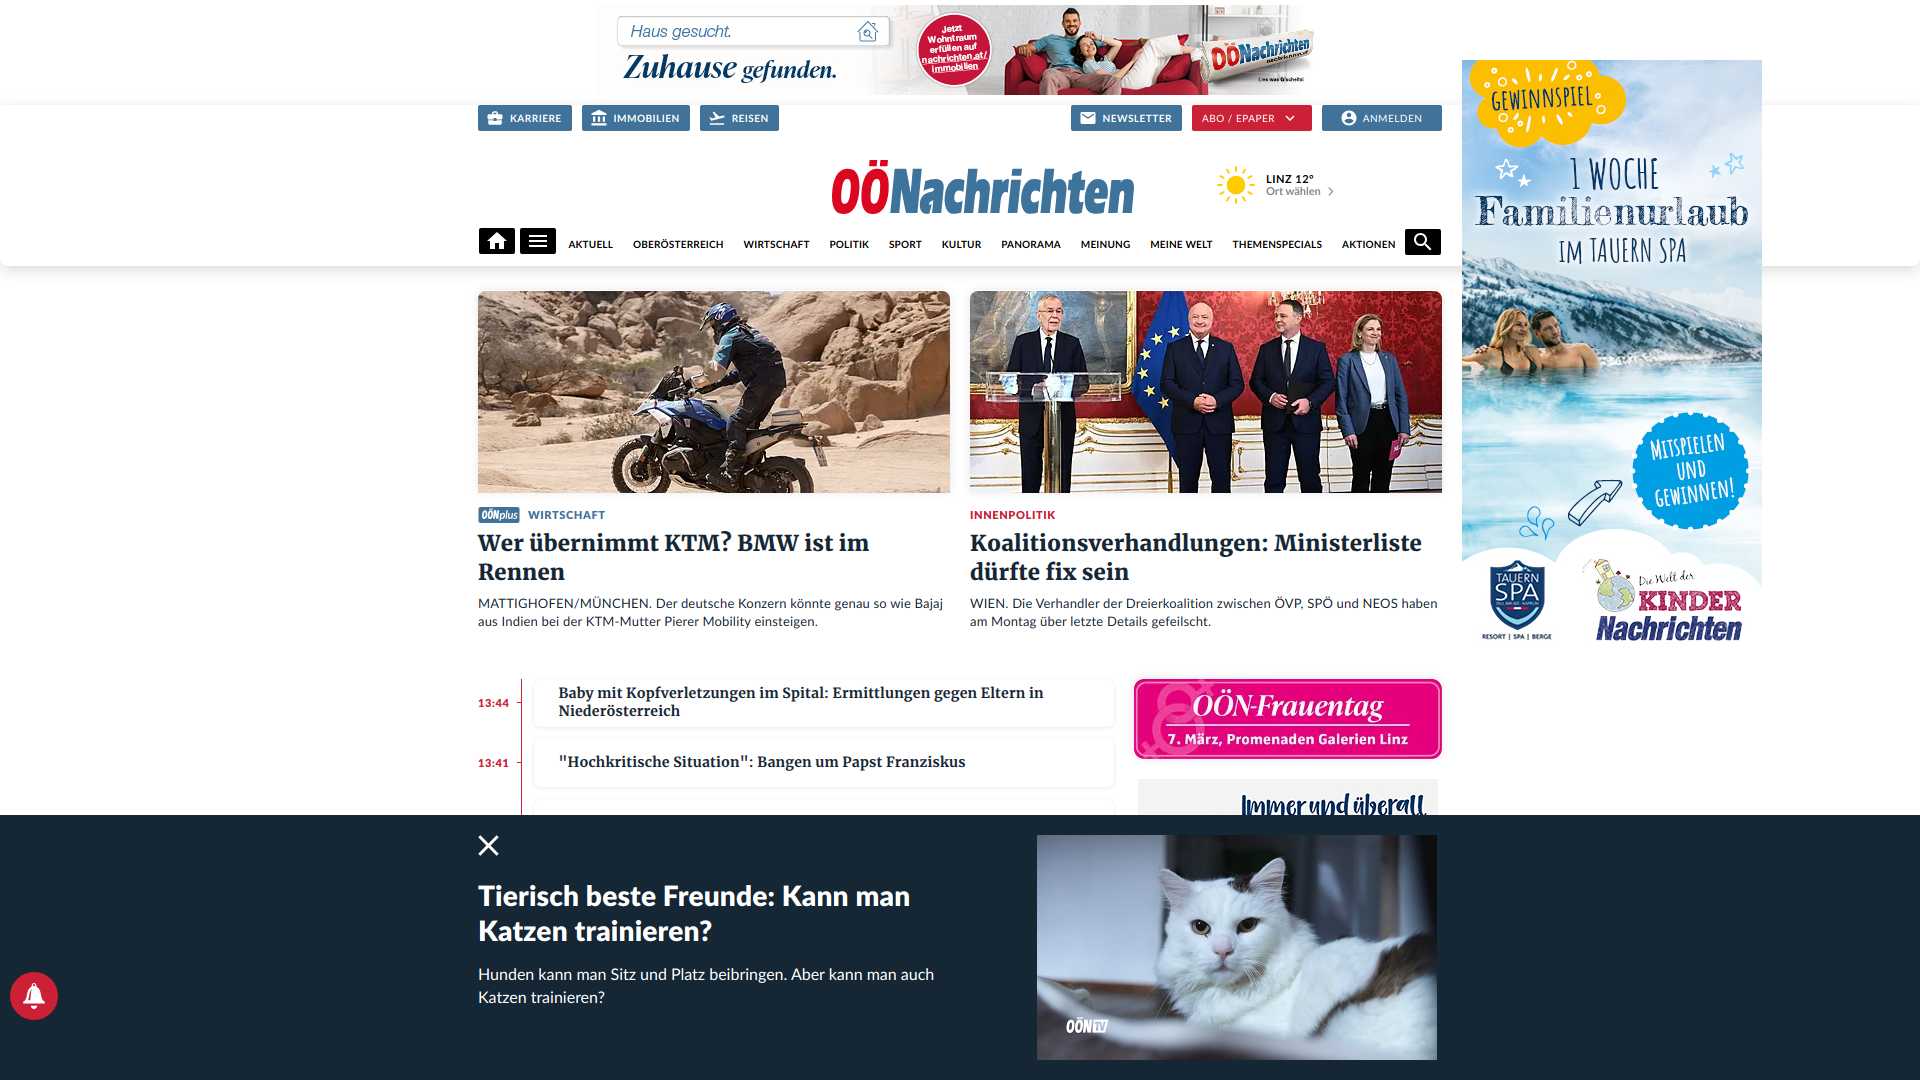 Haus gesucht.
Zuhause gefunden.
Jetzt
Wohntraum
erfüllen auf
nachrichten.at/
immobilien
OÖNachrichten
Lies was G'scheits!
KARRIERE
IMMOBILIEN
REISEN
NEWSLETTER
ABO / EPAPER
ANMELDEN
OÖNachrichten
LINZ 12°
Ort wählen
AKTUELL
OBERÖSTERREICH
WIRTSCHAFT
POLITIK
SPORT
KULTUR
PANORAMA
MEINUNG
MEINE WELT
THEMENSPECIALS
AKTIONEN
GEWINNSPIEL
1 WOCHE
Familienurlaub
IM TAUERN SPA
MITSPIELEN
UND
GEWINNEN!
TAUERN
SPA
RESORT | SPA | BERGE
Die Welt der
KINDER
Nachrichten
OÖNplus WIRTSCHAFT
Wer übernimmt KTM? BMW ist im
Rennen
MATTIGHOFEN/MÜNCHEN. Der deutsche Konzern könnte genau so wie Bajaj
aus Indien bei der KTM-Mutter Pierer Mobility einsteigen.
INNENPOLITIK
Koalitionsverhandlungen: Ministerliste
dürfte fix sein
WIEN. Die Verhandler der Dreierkoalition zwischen ÖVP, SPÖ und NEOS haben
am Montag über letzte Details gefeilscht.
13:44
Baby mit Kopfverletzungen im Spital: Ermittlungen gegen Eltern in
Niederösterreich
13:41
"Hochkritische Situation": Bangen um Papst Franziskus
OÖN-Frauentag
7. März, Promenaden Galerien Linz
Immer und überall
Tierisch beste Freunde: Kann man
Katzen trainieren?
Hunden kann man Sitz und Platz beibringen. Aber kann man auch
Katzen trainieren?
OÖN TV